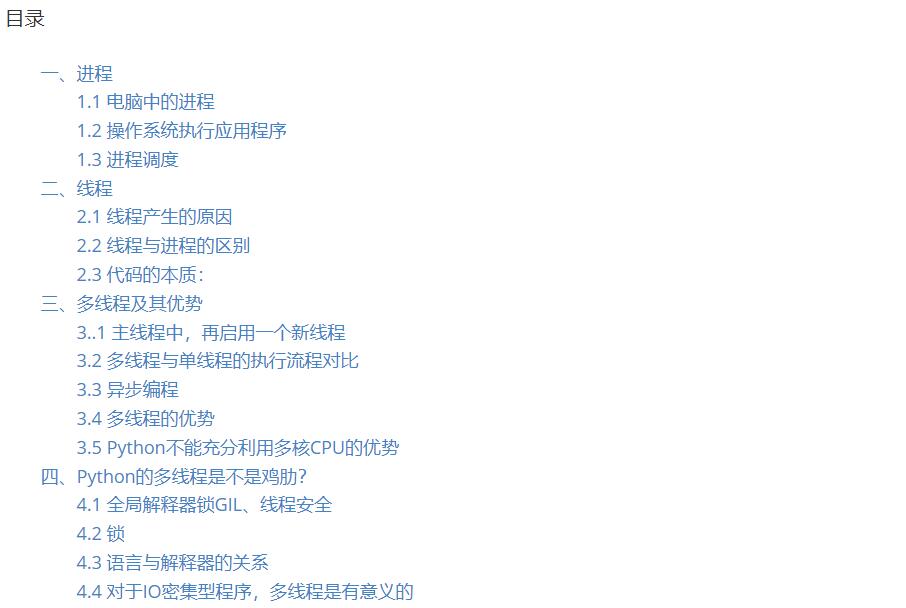 目录
一、进程
1.1 电脑中的进程
1.2 操作系统执行应用程序
1.3 进程调度
二、线程
2.1 线程产生的原因
2.2 线程与进程的区别
2.3 代码的本质：
三、多线程及其优势
3..1 主线程中，再启用一个新线程
3.2 多线程与单线程的执行流程对比
3.3 异步编程
3.4 多线程的优势
3.5 Python不能充分利用多核CPU的优势
四、Python的多线程是不是鸡肋？
4.1 全局解释器锁GIL、线程安全
4.2 锁
4.3 语言与解释器的关系
4.4 对于IO密集型程序，多线程是有意义的